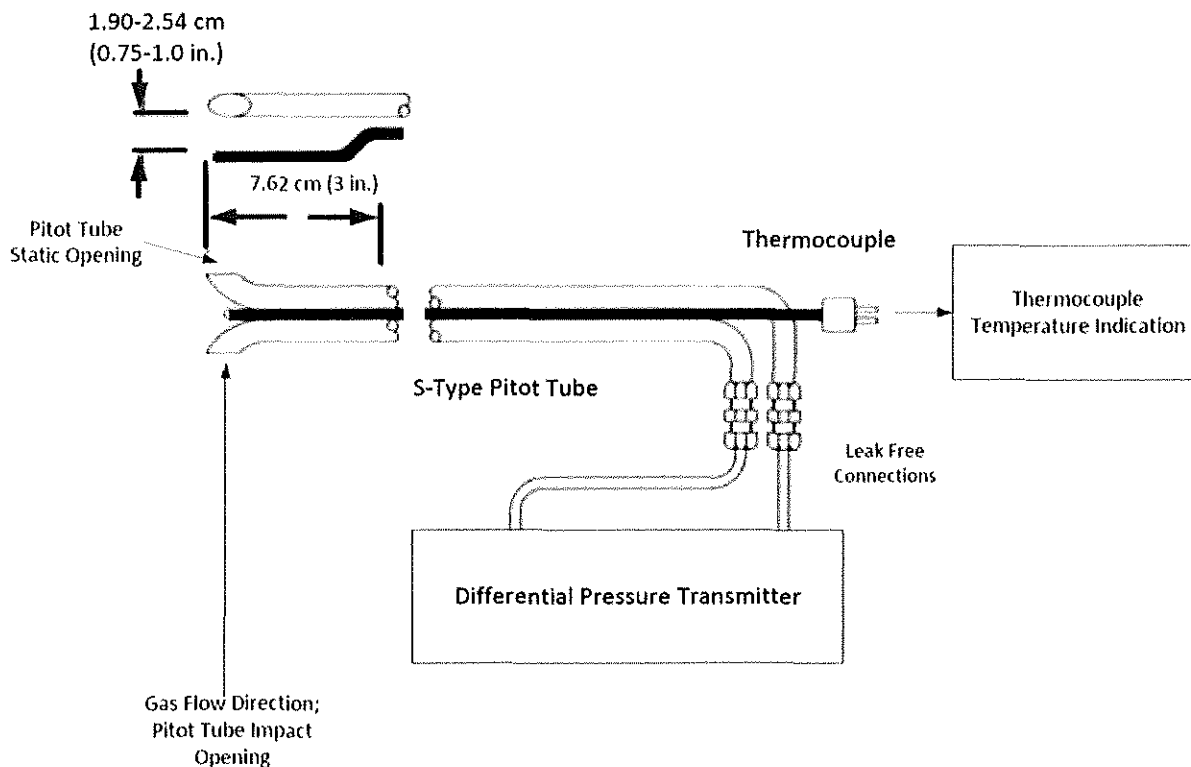 1.90-2.54 cm
(0.75-1.0 in.)
7.62 cm (3 in.)
Pitot Tube
Static Opening
Thermocouple
Thermocouple
Temperature Indication
S-Type Pitot Tube
Leak Free
Connections
Differential Pressure Transmitter
Gas Flow Direction;
Pitot Tube Impact
Opening